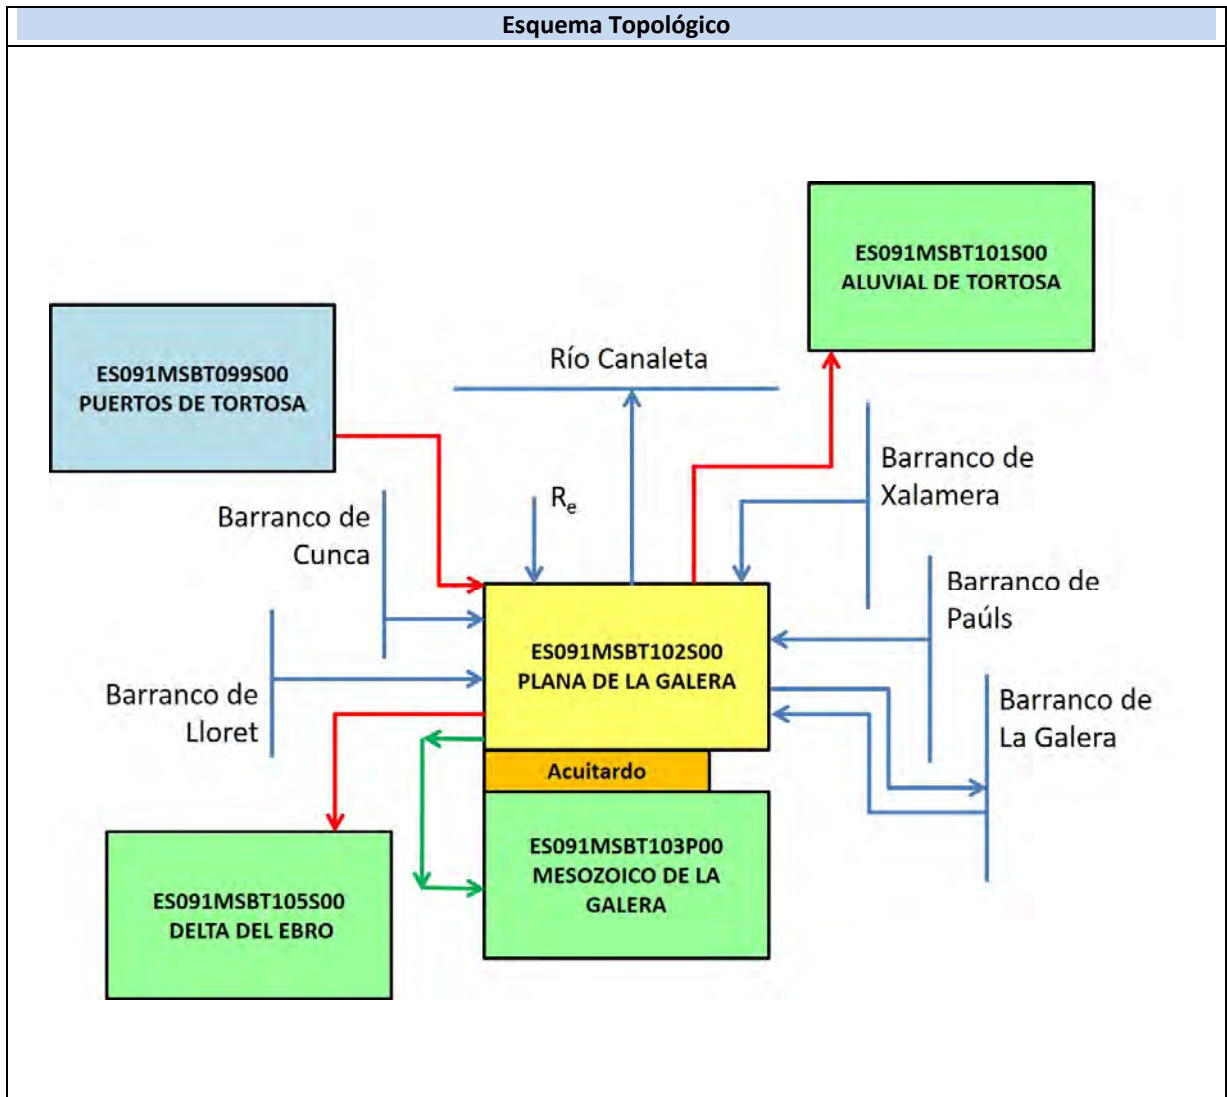 Esquema Topológico
ES091MSBT101S00
ALUVIAL DE TORTOSA
ES091MSBT099S00
PUERTOS DE TORTOSA
Río Canaleta
Barranco de
Xalamera
Barranco de
Cunca
Re
Barranco de
Paúls
ES091MSBT102S00
PLANA DE LA GALERA
Barranco de
Lloret
Barranco de
La Galera
Acuitardo
ES091MSBT103P00
MESOZOICO DE LA
GALERA
ES091MSBT105S00
DELTA DEL EBRO